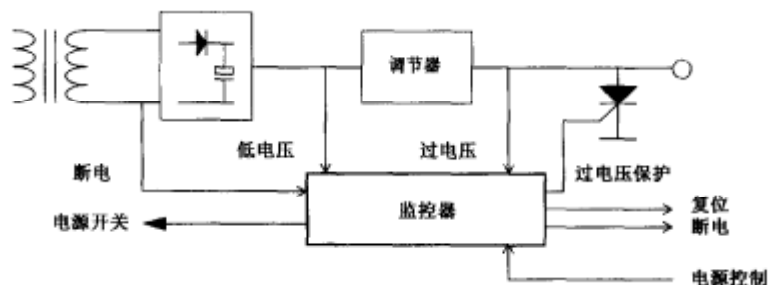 调节器
低电压
过电压
断电
过电压保护
监控器
电源开关
复位
断电
电源控制